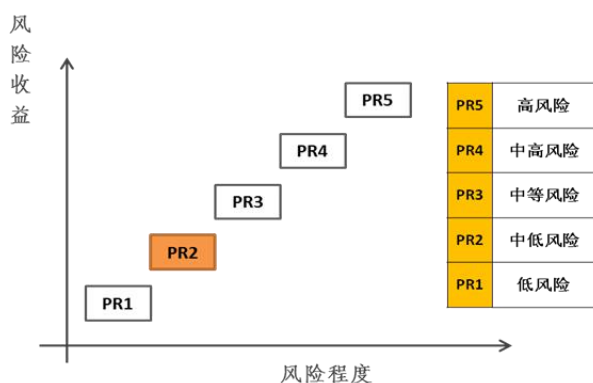 风险收益
PR5
PR4
PR3
PR2
PR1
风险程度
PR5 高风险
PR4 中高风险
PR3 中等风险
PR2 中低风险
PR1 低风险